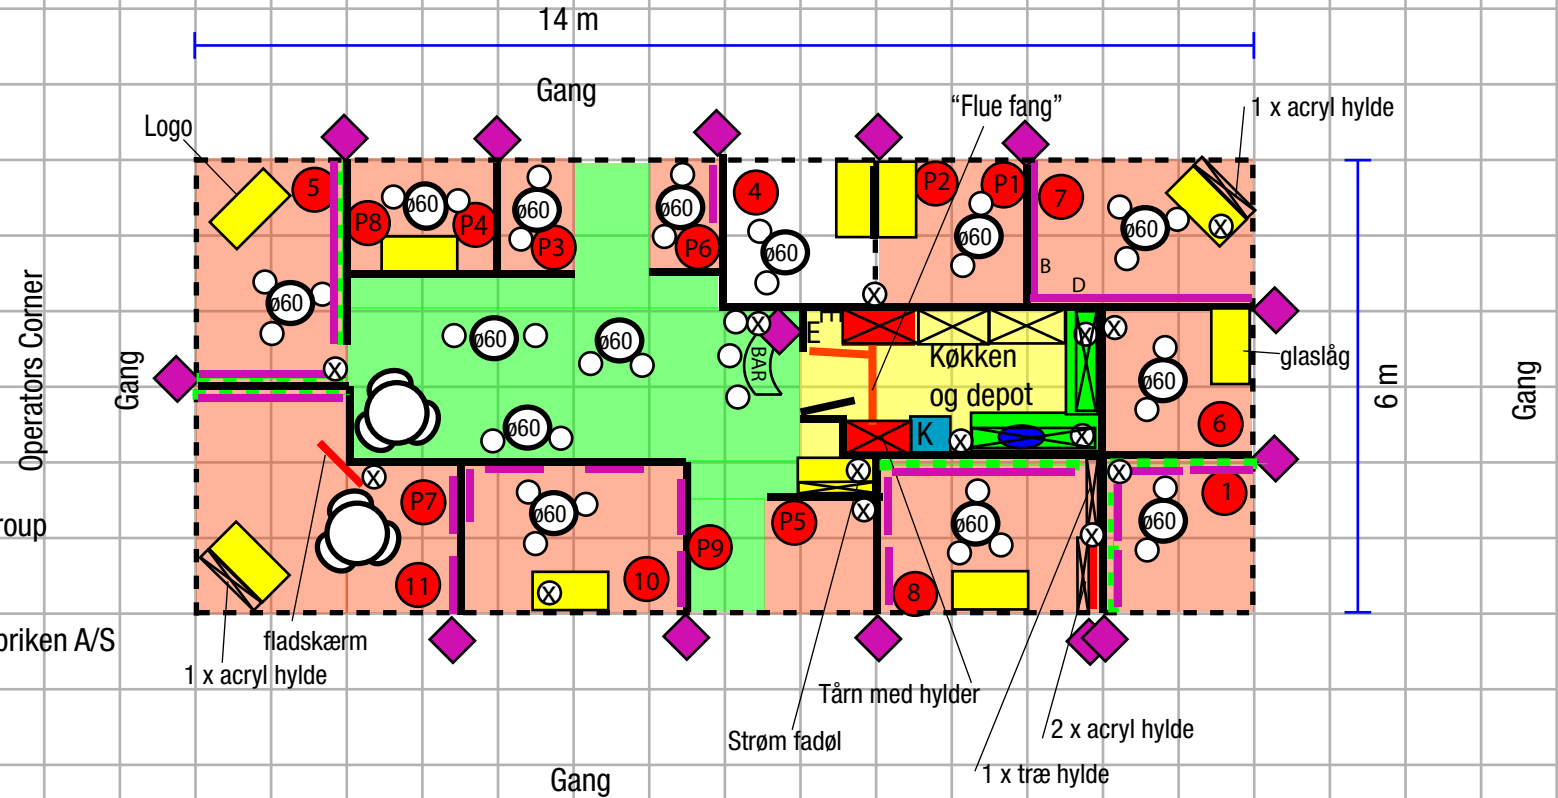 14 m
Gang
"Flue fang"
1 x acryl hylde
Logo
5
P8
ø60
P4
ø60
P3
ø60
P6
4
ø60
P2
P1
ø60
7
ø60
X
B
D
ø60
X
Operators Corner
Gang
ø60
ø60
X
BAR
E
E
Køkken
og depot
X
X
glaslåg
ø60
6
6 m
Gang
X
ø60
K
X
X
X
P7
11
ø60
10
X
P9
P5
X
X
ø60
8
X
X
ø60
1
roup
briken A/S
fladskærm
1 x acryl hylde
Tårn med hylder
Strøm fadøl
2 x acryl hylde
1 x træ hylde
Gang